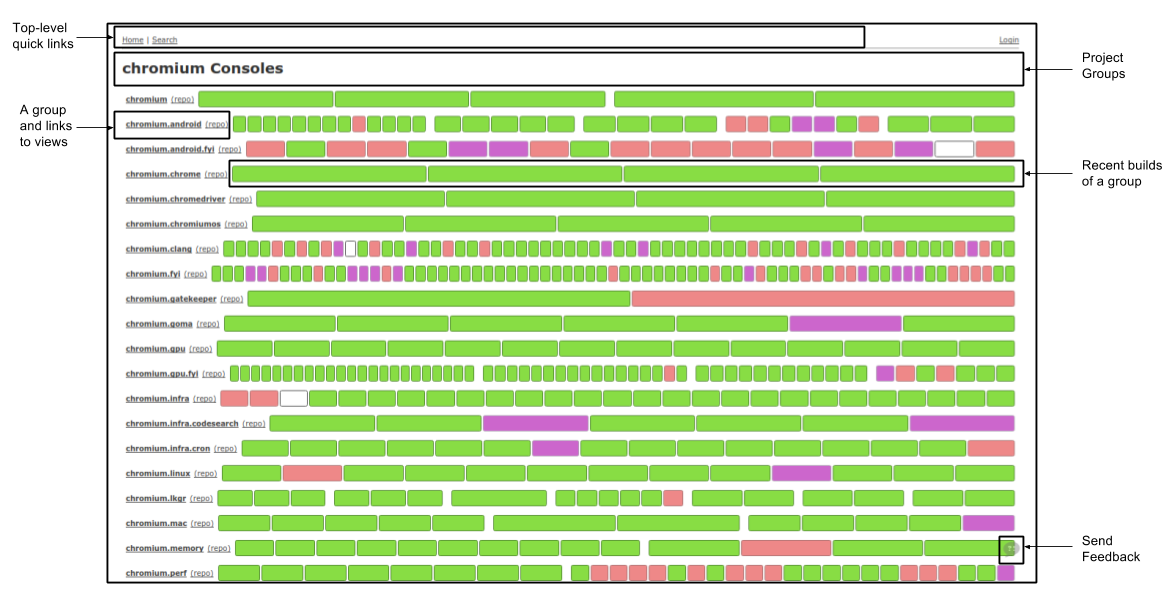 Top-level
quick links
Home | Search
Login
chromium Consoles
Project
Groups
chromium (repo)
A group
and links
to views
chromium.android (repo)
chromium.android.fyi (repo)
chromium.chrome (repo)
Recent builds
of a group
chromium.chromedriver (repo)
chromium.chromiumos (repo)
chromium.clang (repo)
chromium.fyi (repo)
chromium.gatekeeper (repo)
chromium.goma (repo)
chromium.gpu (repo)
chromium.gpu.fyi (repo)
chromium.infra (repo)
chromium.infra.codesearch (repo)
chromium.infra.cron (repo)
chromium.linux (repo)
chromium.lkgr (repo)
chromium.mac (repo)
chromium.memory (repo)
Send
Feedback
chromium.perf (repo)